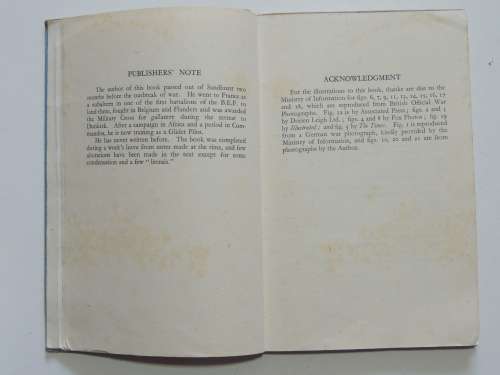 PUBLISHERS' NOTE
The author of this book passed out of Sandhurst two
months before the outbreak of war. He went to France as
a subaltern in one of the first battalions of the B.E.F. to
land there, fought in Belgium and Flanders and was awarded
the Military Cross for gallantry during the retreat to
Dunkirk. After a campaign in Africa and a period in Com-
mandos, he is now training as a Glider Pilot.
He has never written before. The book was completed
during a week's leave from notes made at the time, and few
alterations have been made in the text except for some
condensation and a few "literals."
ACKNOWLEDGMENT
For the illustrations to this book, thanks are due to the
Ministry of Information for figs. 6, 7, 9, 11, 13, 14, 15, 16, 17
and 18, which are reproduced from British Official War
Photographs. Fig. 12 is by Associated Press; figs. 2 and 3
by Dorien Leigh Ltd.; figs. 4 and 8 by Fox Photos; fig. 19
by Illustrated; and fig. 5 by The Times. Fig. 1 is reproduced
from a German war photograph, kindly provided by the
Ministry of Information, and figs. 10, 20 and 21 are from
photographs by the Author.